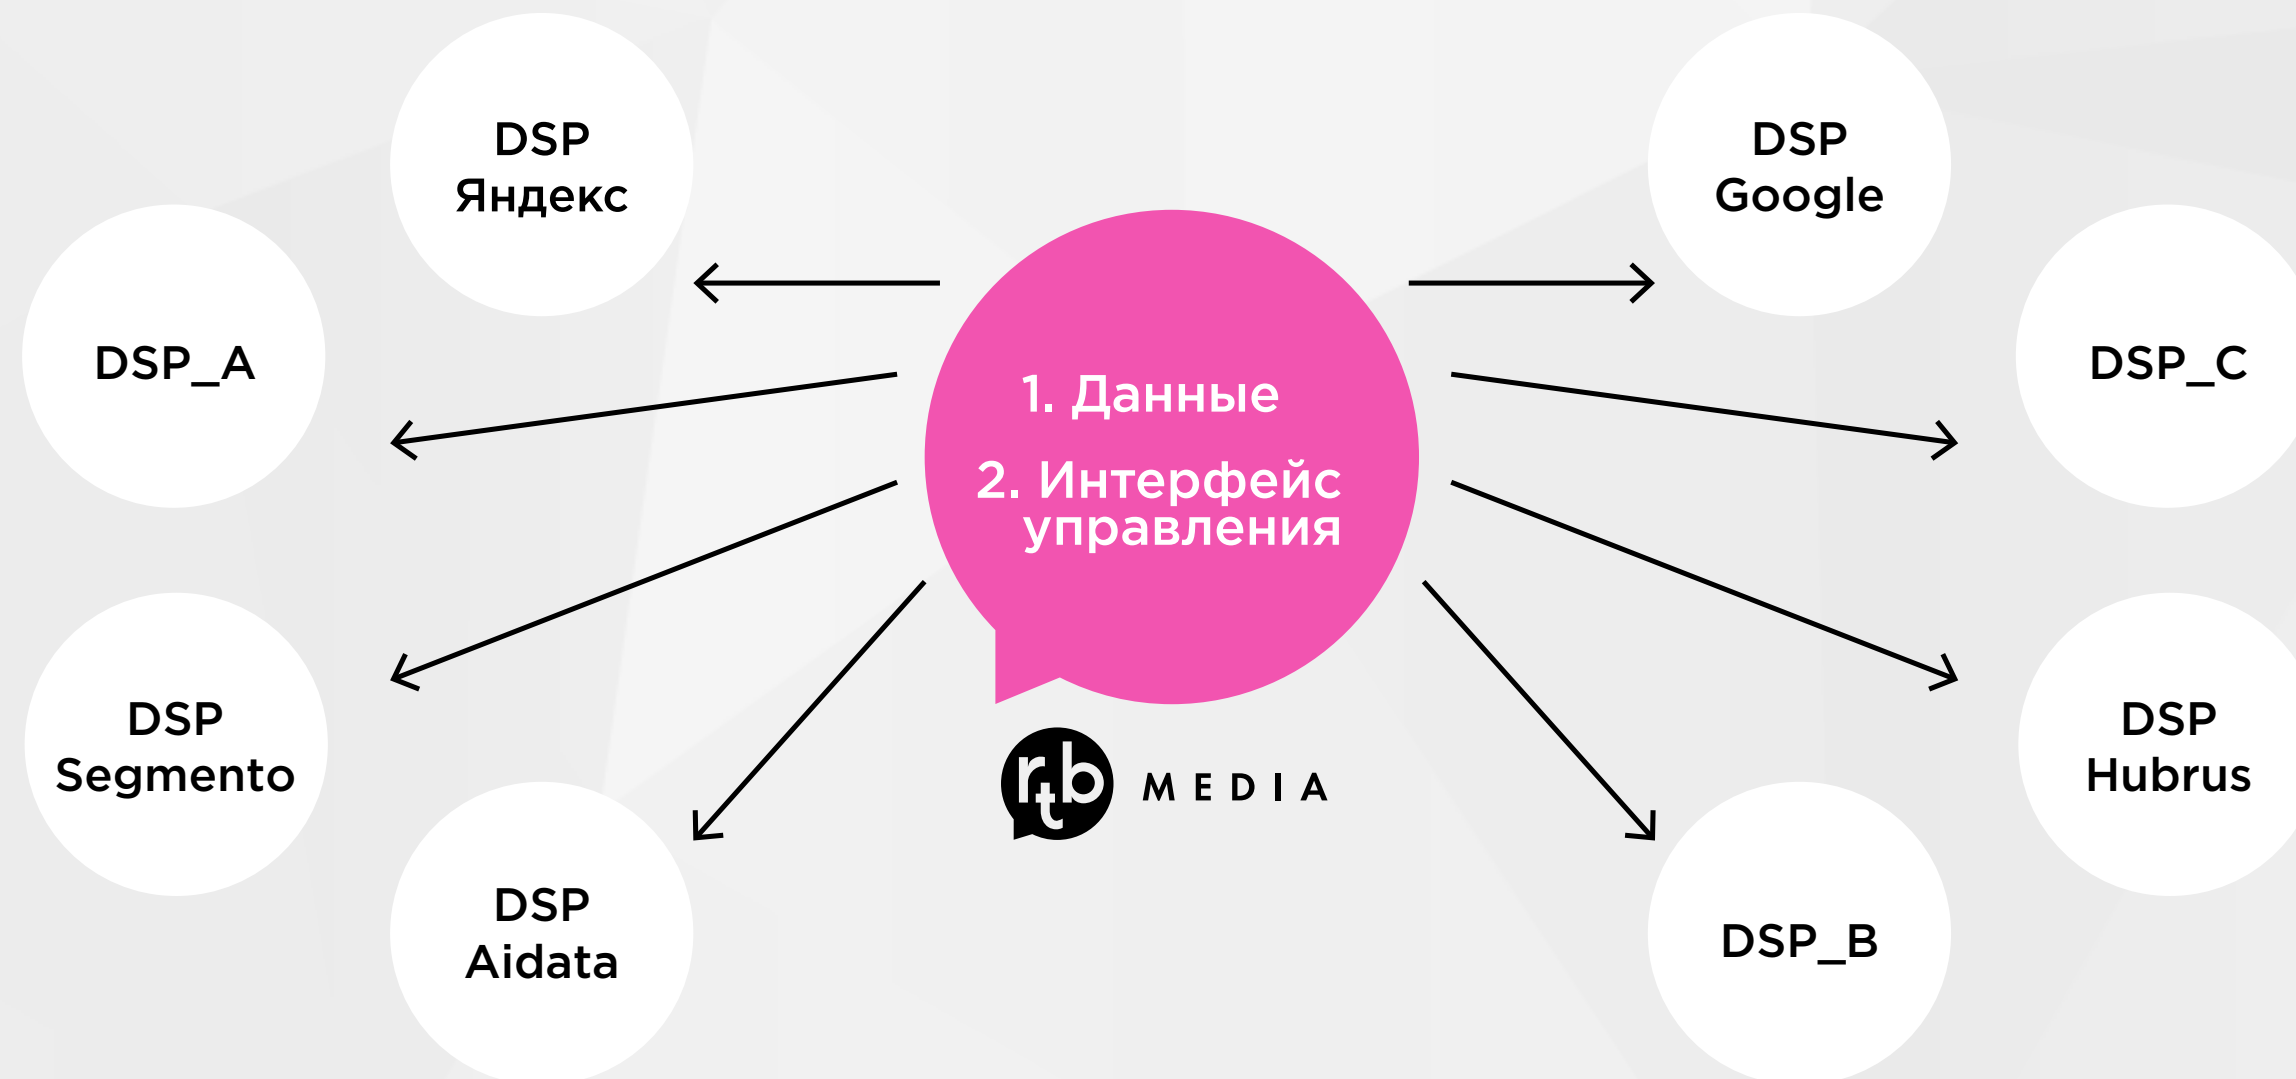 DSP
Яндекс
DSP
Google
DSP_A
DSP_C
1. Данные
2. Интерфейс
управления
DSP
Segmento
DSP
Hubrus
rtb MEDIA
DSP
Aidata
DSP_B